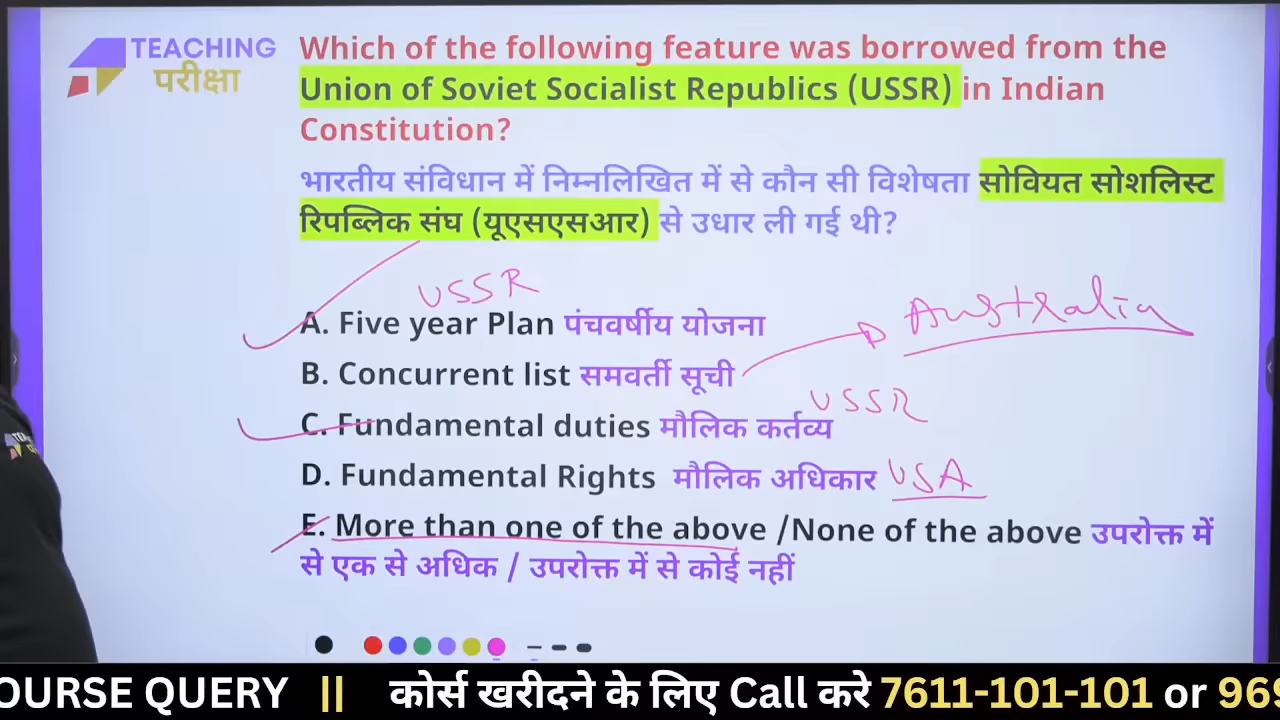 TEACHING
परीक्षा
Which of the following feature was borrowed from the
Union of Soviet Socialist Republics (USSR) in Indian
Constitution?
भारतीय संविधान में निम्नलिखित में से कौन सी विशेषता सोवियत सोशलिस्ट
रिपब्लिक संघ (यूएसएसआर) से उधार ली गई थी?
USSR
A. Five year Plan पंचवर्षीय योजना
Australia
B. Concurrent list समवर्ती सूची
USSR
C. Fundamental duties मौलिक कर्तव्य
D. Fundamental Rights मौलिक अधिकार USA
E. More than one of the above /None of the above उपरोक्त में
से एक से अधिक / उपरोक्त में से कोई नहीं
OURSE QUERY || कोर्स खरीदने के लिए Call करे 7611-101-101 or 969